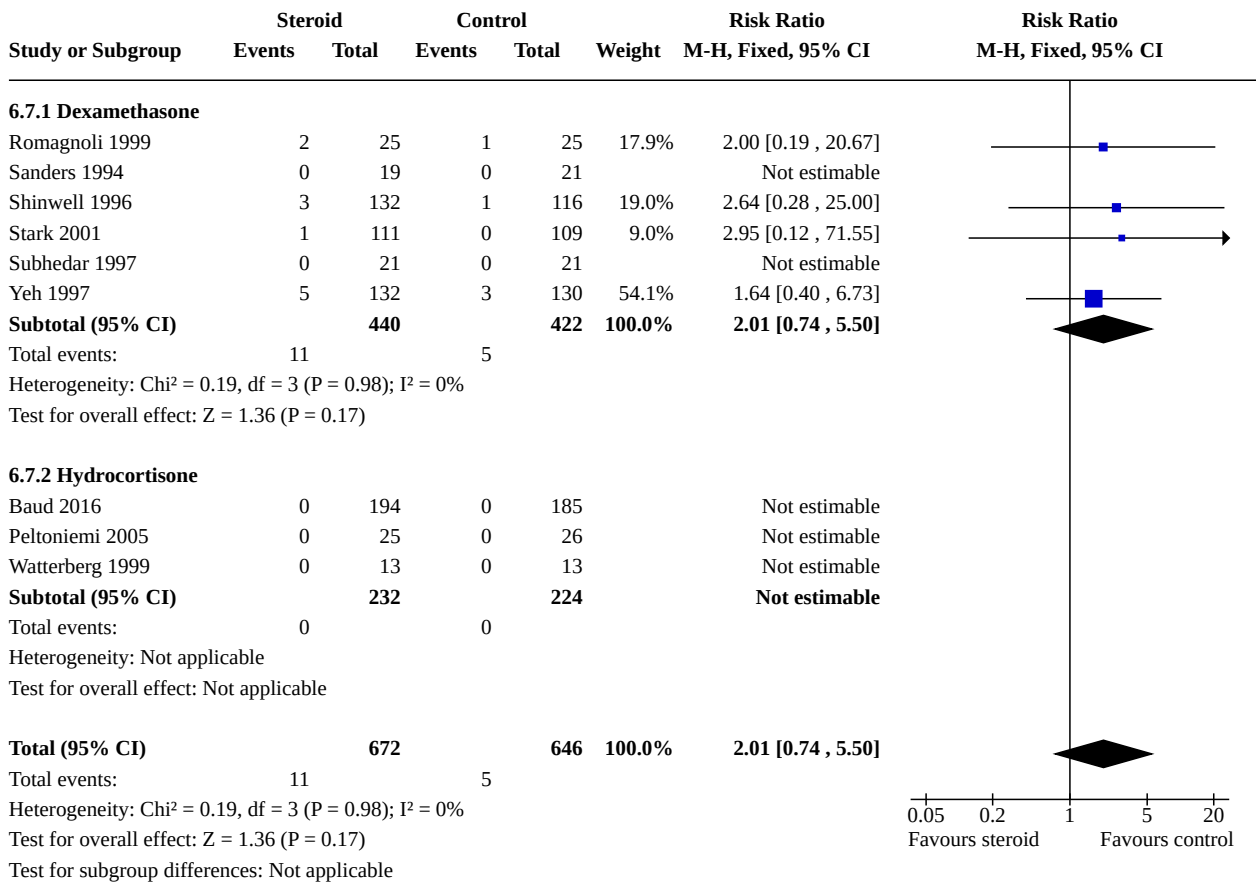 Steroid Control Risk Ratio Risk Ratio
Study or Subgroup Events Total Events Total Weight M-H, Fixed, 95% CI M-H, Fixed, 95% CI
6.7.1 Dexamethasone
Romagnoli 1999 2 25 1 25 17.9% 2.00 [0.19 , 20.67]
Sanders 1994 0 19 0 21 Not estimable
Shinwell 1996 3 132 1 116 19.0% 2.64 [0.28 , 25.00]
Stark 2001 1 111 0 109 9.0% 2.95 [0.12 , 71.55]
Subhedar 1997 0 21 0 21 Not estimable
Yeh 1997 5 132 3 130 54.1% 1.64 [0.40 , 6.73]
Subtotal (95% CI) 440 422 100.0% 2.01 [0.74 , 5.50]
Total events: 11 5
Heterogeneity: Chi² = 0.19, df = 3 (P = 0.98); I² = 0%
Test for overall effect: Z = 1.36 (P = 0.17)
6.7.2 Hydrocortisone
Baud 2016 0 194 0 185 Not estimable
Peltoniemi 2005 0 25 0 26 Not estimable
Watterberg 1999 0 13 0 13 Not estimable
Subtotal (95% CI) 232 224 Not estimable
Total events: 0 0
Heterogeneity: Not applicable
Test for overall effect: Not applicable
Total (95% CI) 672 646 100.0% 2.01 [0.74 , 5.50]
Total events: 11 5
Heterogeneity: Chi² = 0.19, df = 3 (P = 0.98); I² = 0%
0.05 0.2 1 5 20
Test for overall effect: Z = 1.36 (P = 0.17) Favours steroid Favours control
Test for subgroup differences: Not applicable